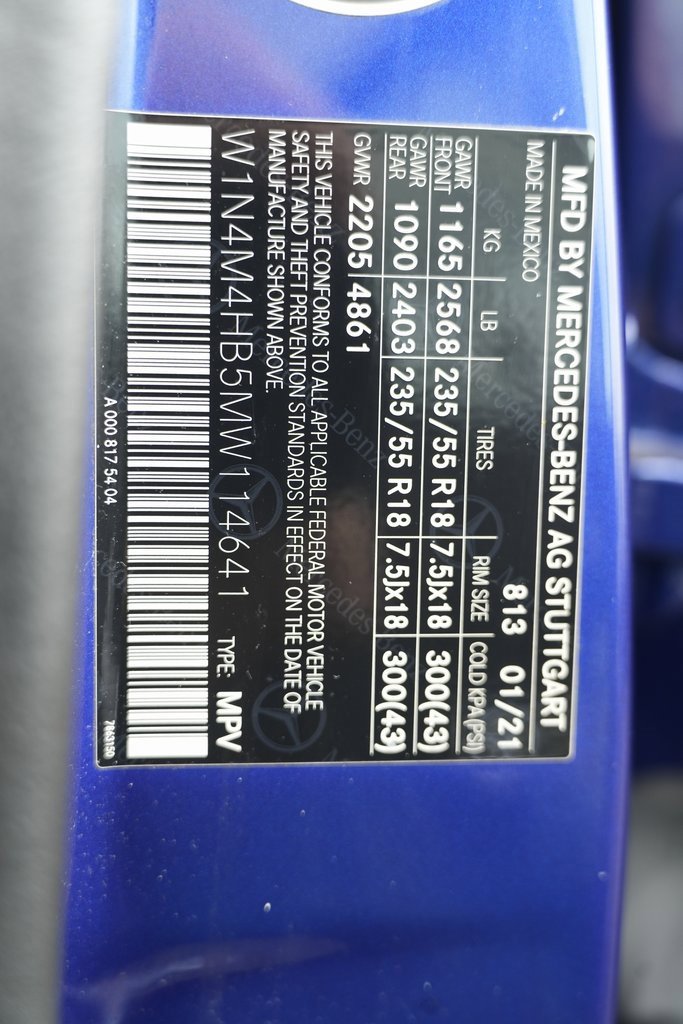 MFD BY MERCEDES-BENZ AG STUTTGART
MADE IN MEXICO 813 01/21
KG LB TIRES RIM SIZE COLD KPA(PSI)
GAWR FRONT 1165 2568 235/55 R18 7.5Jx18 300(43)
GAWR REAR 1090 2403 235/55 R18 7.5Jx18 300(43)
GVWR 2205 4861
THIS VEHICLE CONFORMS TO ALL APPLICABLE FEDERAL MOTOR VEHICLE
SAFETY AND THEFT PREVENTION STANDARDS IN EFFECT ON THE DATE OF
MANUFACTURE SHOWN ABOVE.
W1N4M4HB5MW114641 TYPE: MPV
A 000 817 54 04 7863150